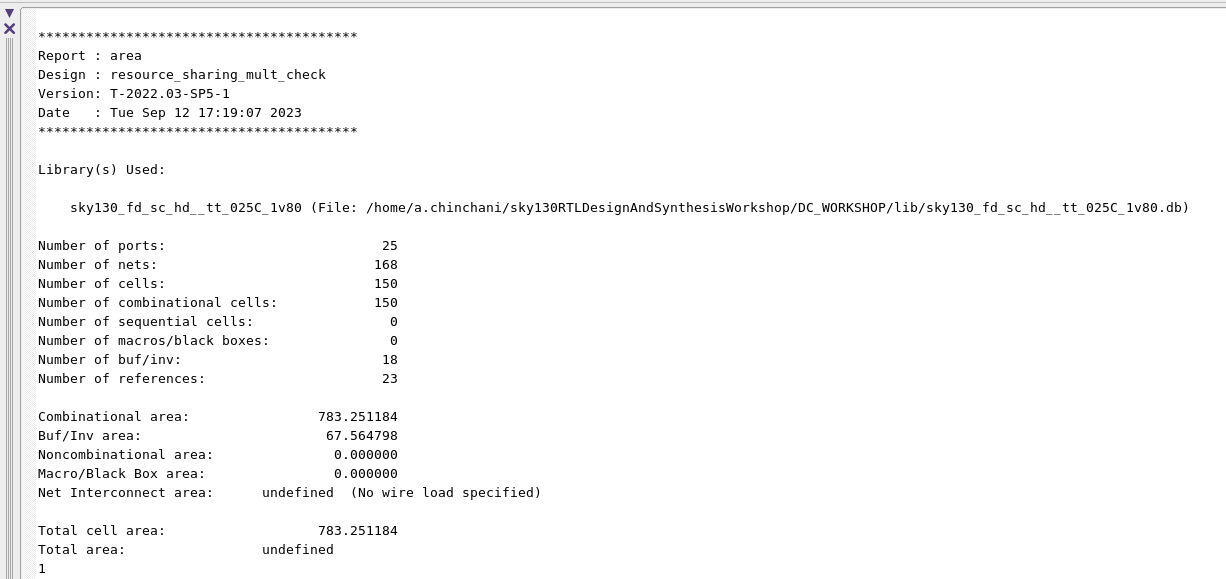 ****************************************
Report : area
Design : resource_sharing_mult_check
Version: T-2022.03-SP5-1
Date   : Tue Sep 12 17:19:07 2023
****************************************

Library(s) Used:

    sky130_fd_sc_hd__tt_025C_1v80 (File: /home/a.chinchani/sky130RTLDesignAndSynthesisWorkshop/DC_WORKSHOP/lib/sky130_fd_sc_hd__tt_025C_1v80.db)

Number of ports:                           25
Number of nets:                           168
Number of cells:                          150
Number of combinational cells:            150
Number of sequential cells:                 0
Number of macros/black boxes:               0
Number of buf/inv:                         18
Number of references:                      23

Combinational area:                783.251184
Buf/Inv area:                       67.564798
Noncombinational area:               0.000000
Macro/Black Box area:                0.000000
Net Interconnect area:      undefined  (No wire load specified)

Total cell area:                   783.251184
Total area:                 undefined
1